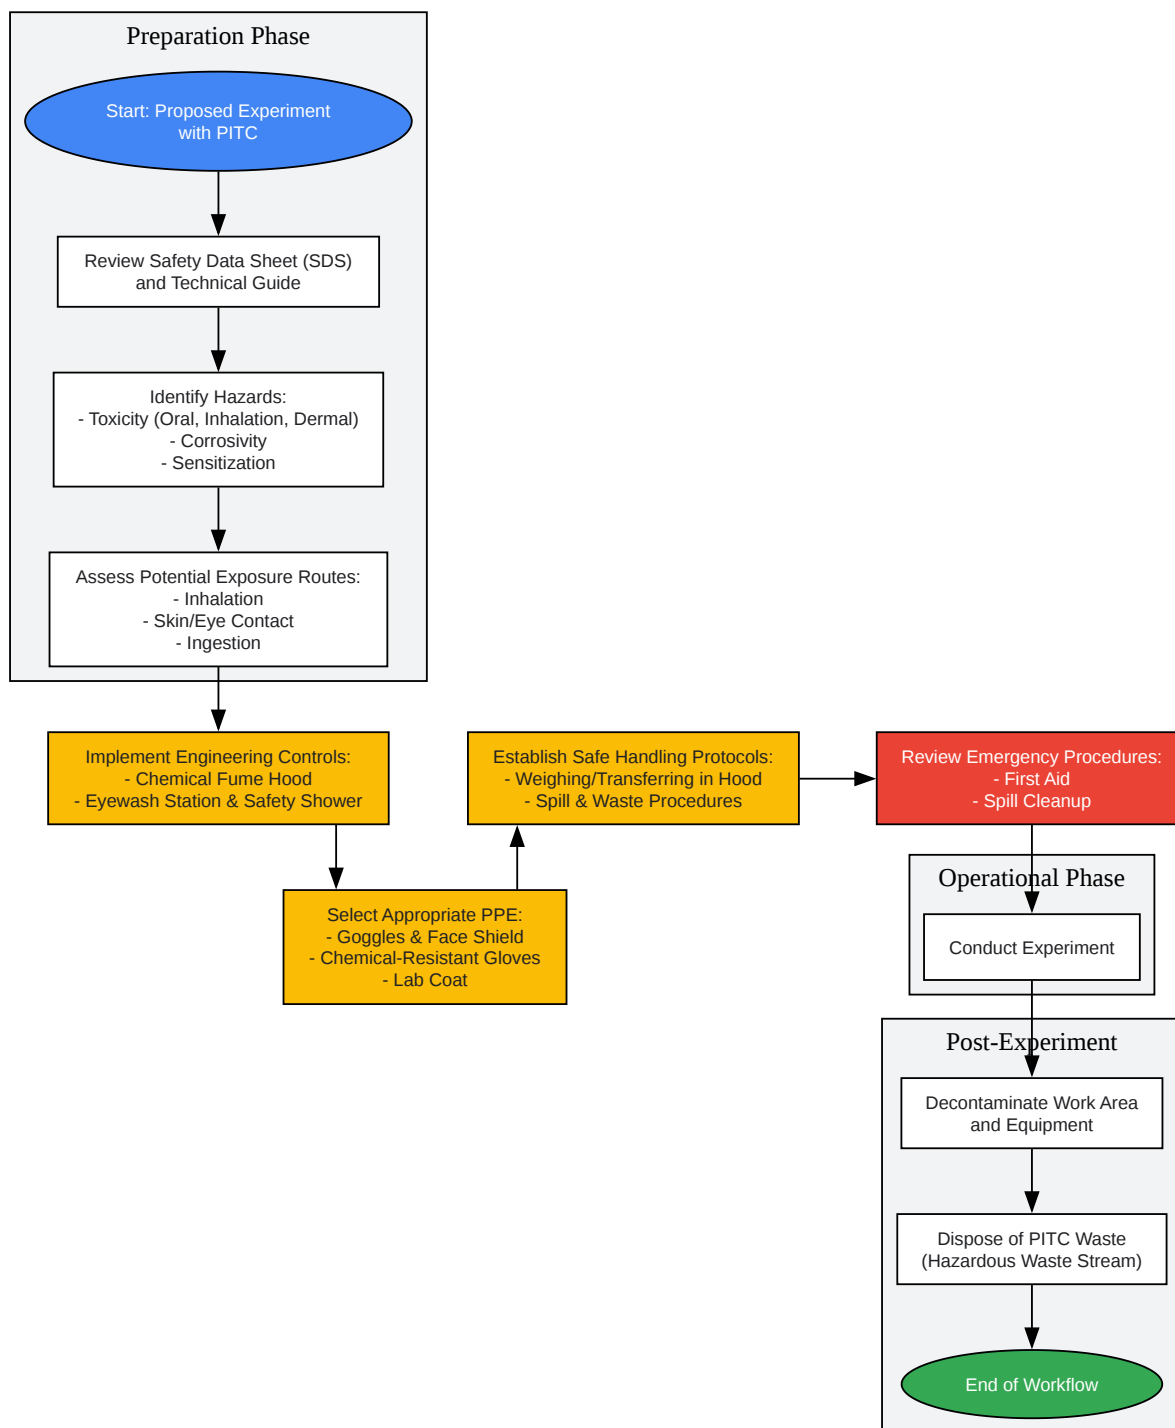 Preparation Phase
Start: Proposed Experiment
with PITC
Review Safety Data Sheet (SDS)
and Technical Guide
Identify Hazards:
- Toxicity (Oral, Inhalation, Dermal)
- Corrosivity
- Sensitization
Assess Potential Exposure Routes:
- Inhalation
- Skin/Eye Contact
- Ingestion
Implement Engineering Controls:
- Chemical Fume Hood
- Eyewash Station & Safety Shower
Select Appropriate PPE:
- Goggles & Face Shield
- Chemical-Resistant Gloves
- Lab Coat
Establish Safe Handling Protocols:
- Weighing/Transferring in Hood
- Spill & Waste Procedures
Review Emergency Procedures:
- First Aid
- Spill Cleanup
Operational Phase
Conduct Experiment
Post-Experiment
Decontaminate Work Area
and Equipment
Dispose of PITC Waste
(Hazardous Waste Stream)
End of Workflow